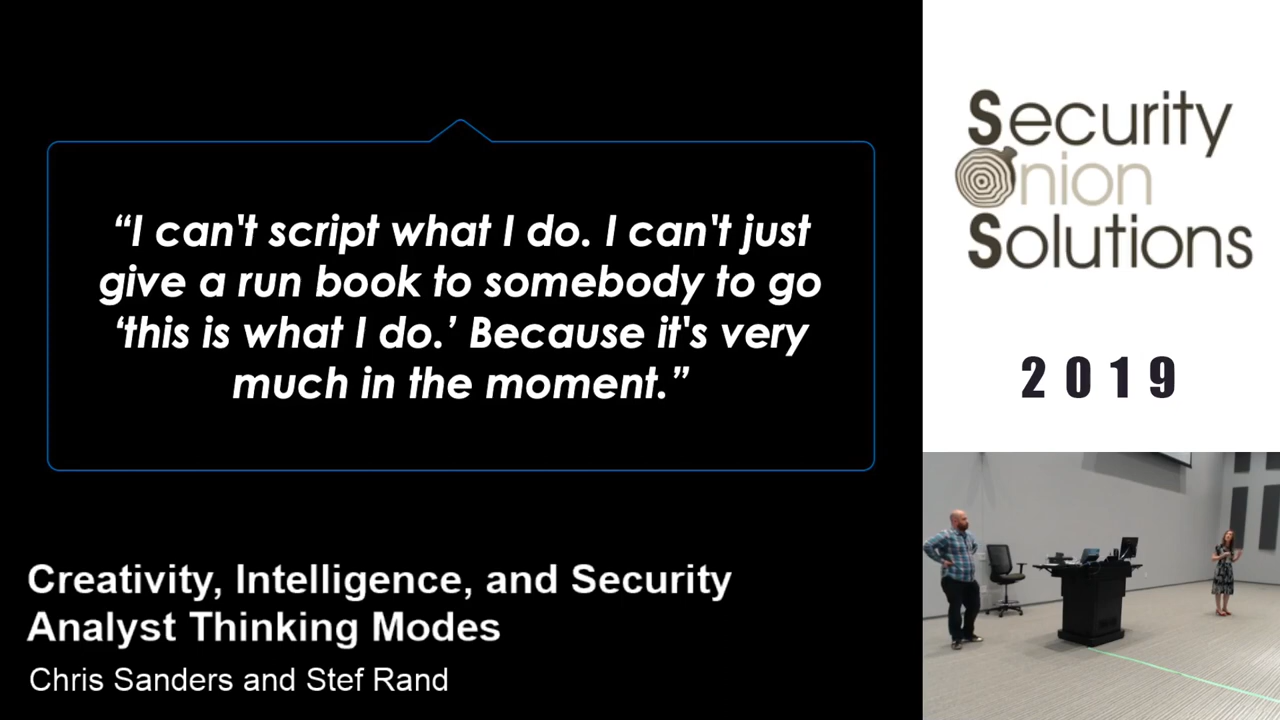 “I can't script what I do. I can't just
give a run book to somebody to go
‘this is what I do.’ Because it's very
much in the moment.”
Creativity, Intelligence, and Security
Analyst Thinking Modes
Chris Sanders and Stef Rand
Security
Onion
Solutions
2019